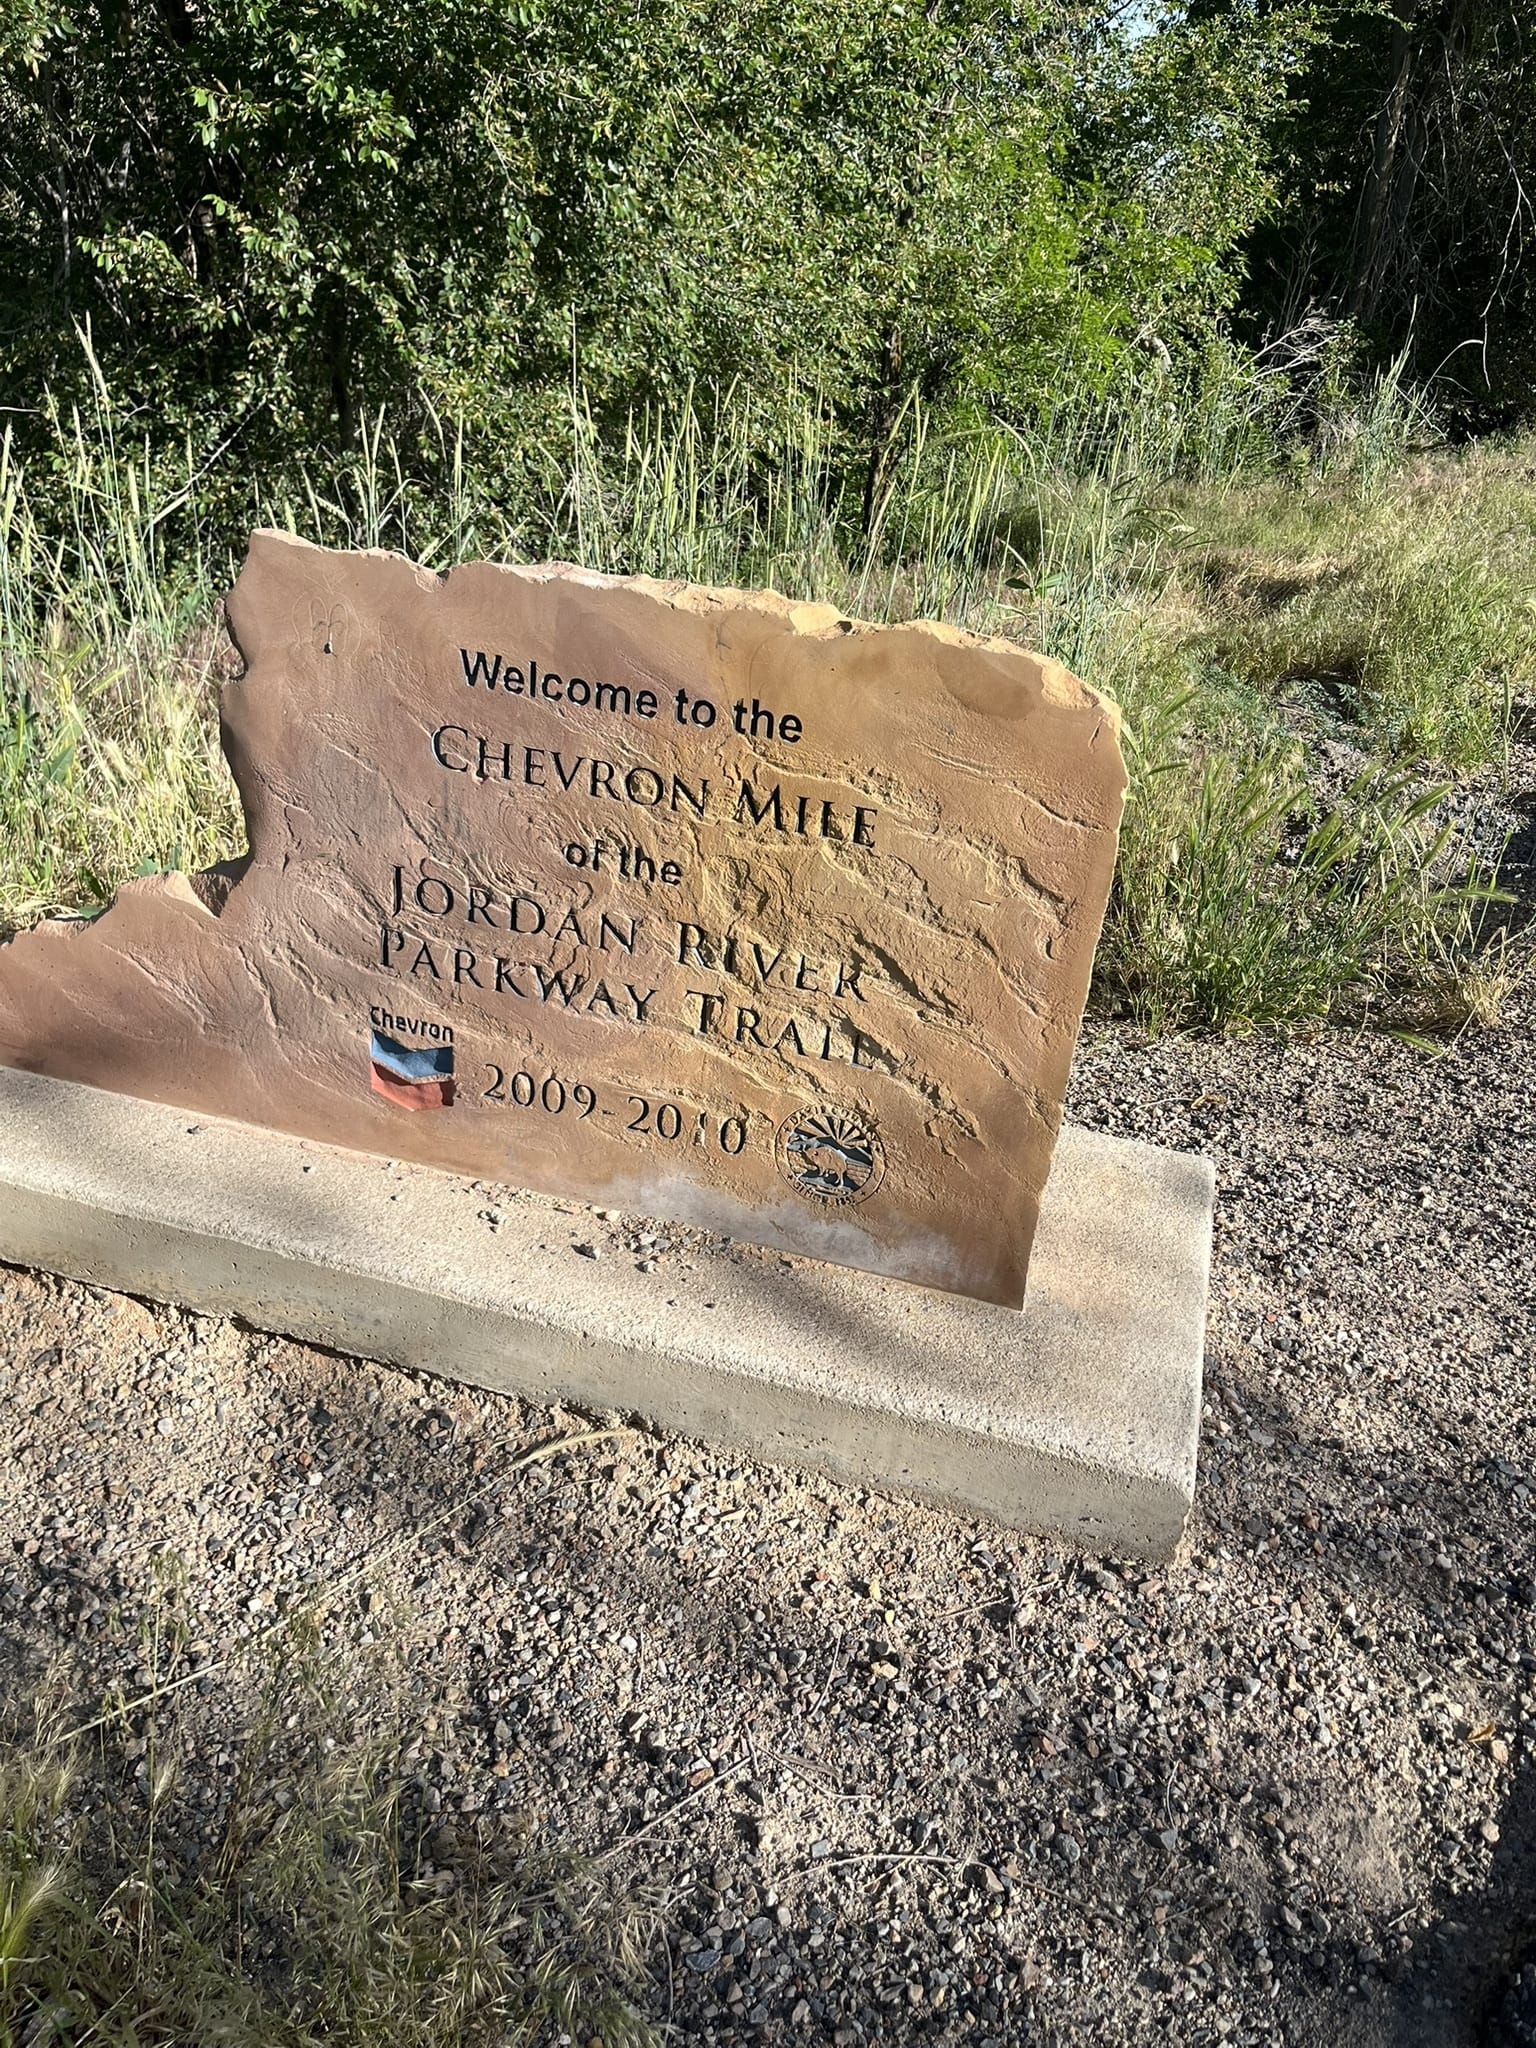 Welcome to the
CHEVRON MILE
of the
JORDAN RIVER
PARKWAY TRAIL
Chevron
2009-2010